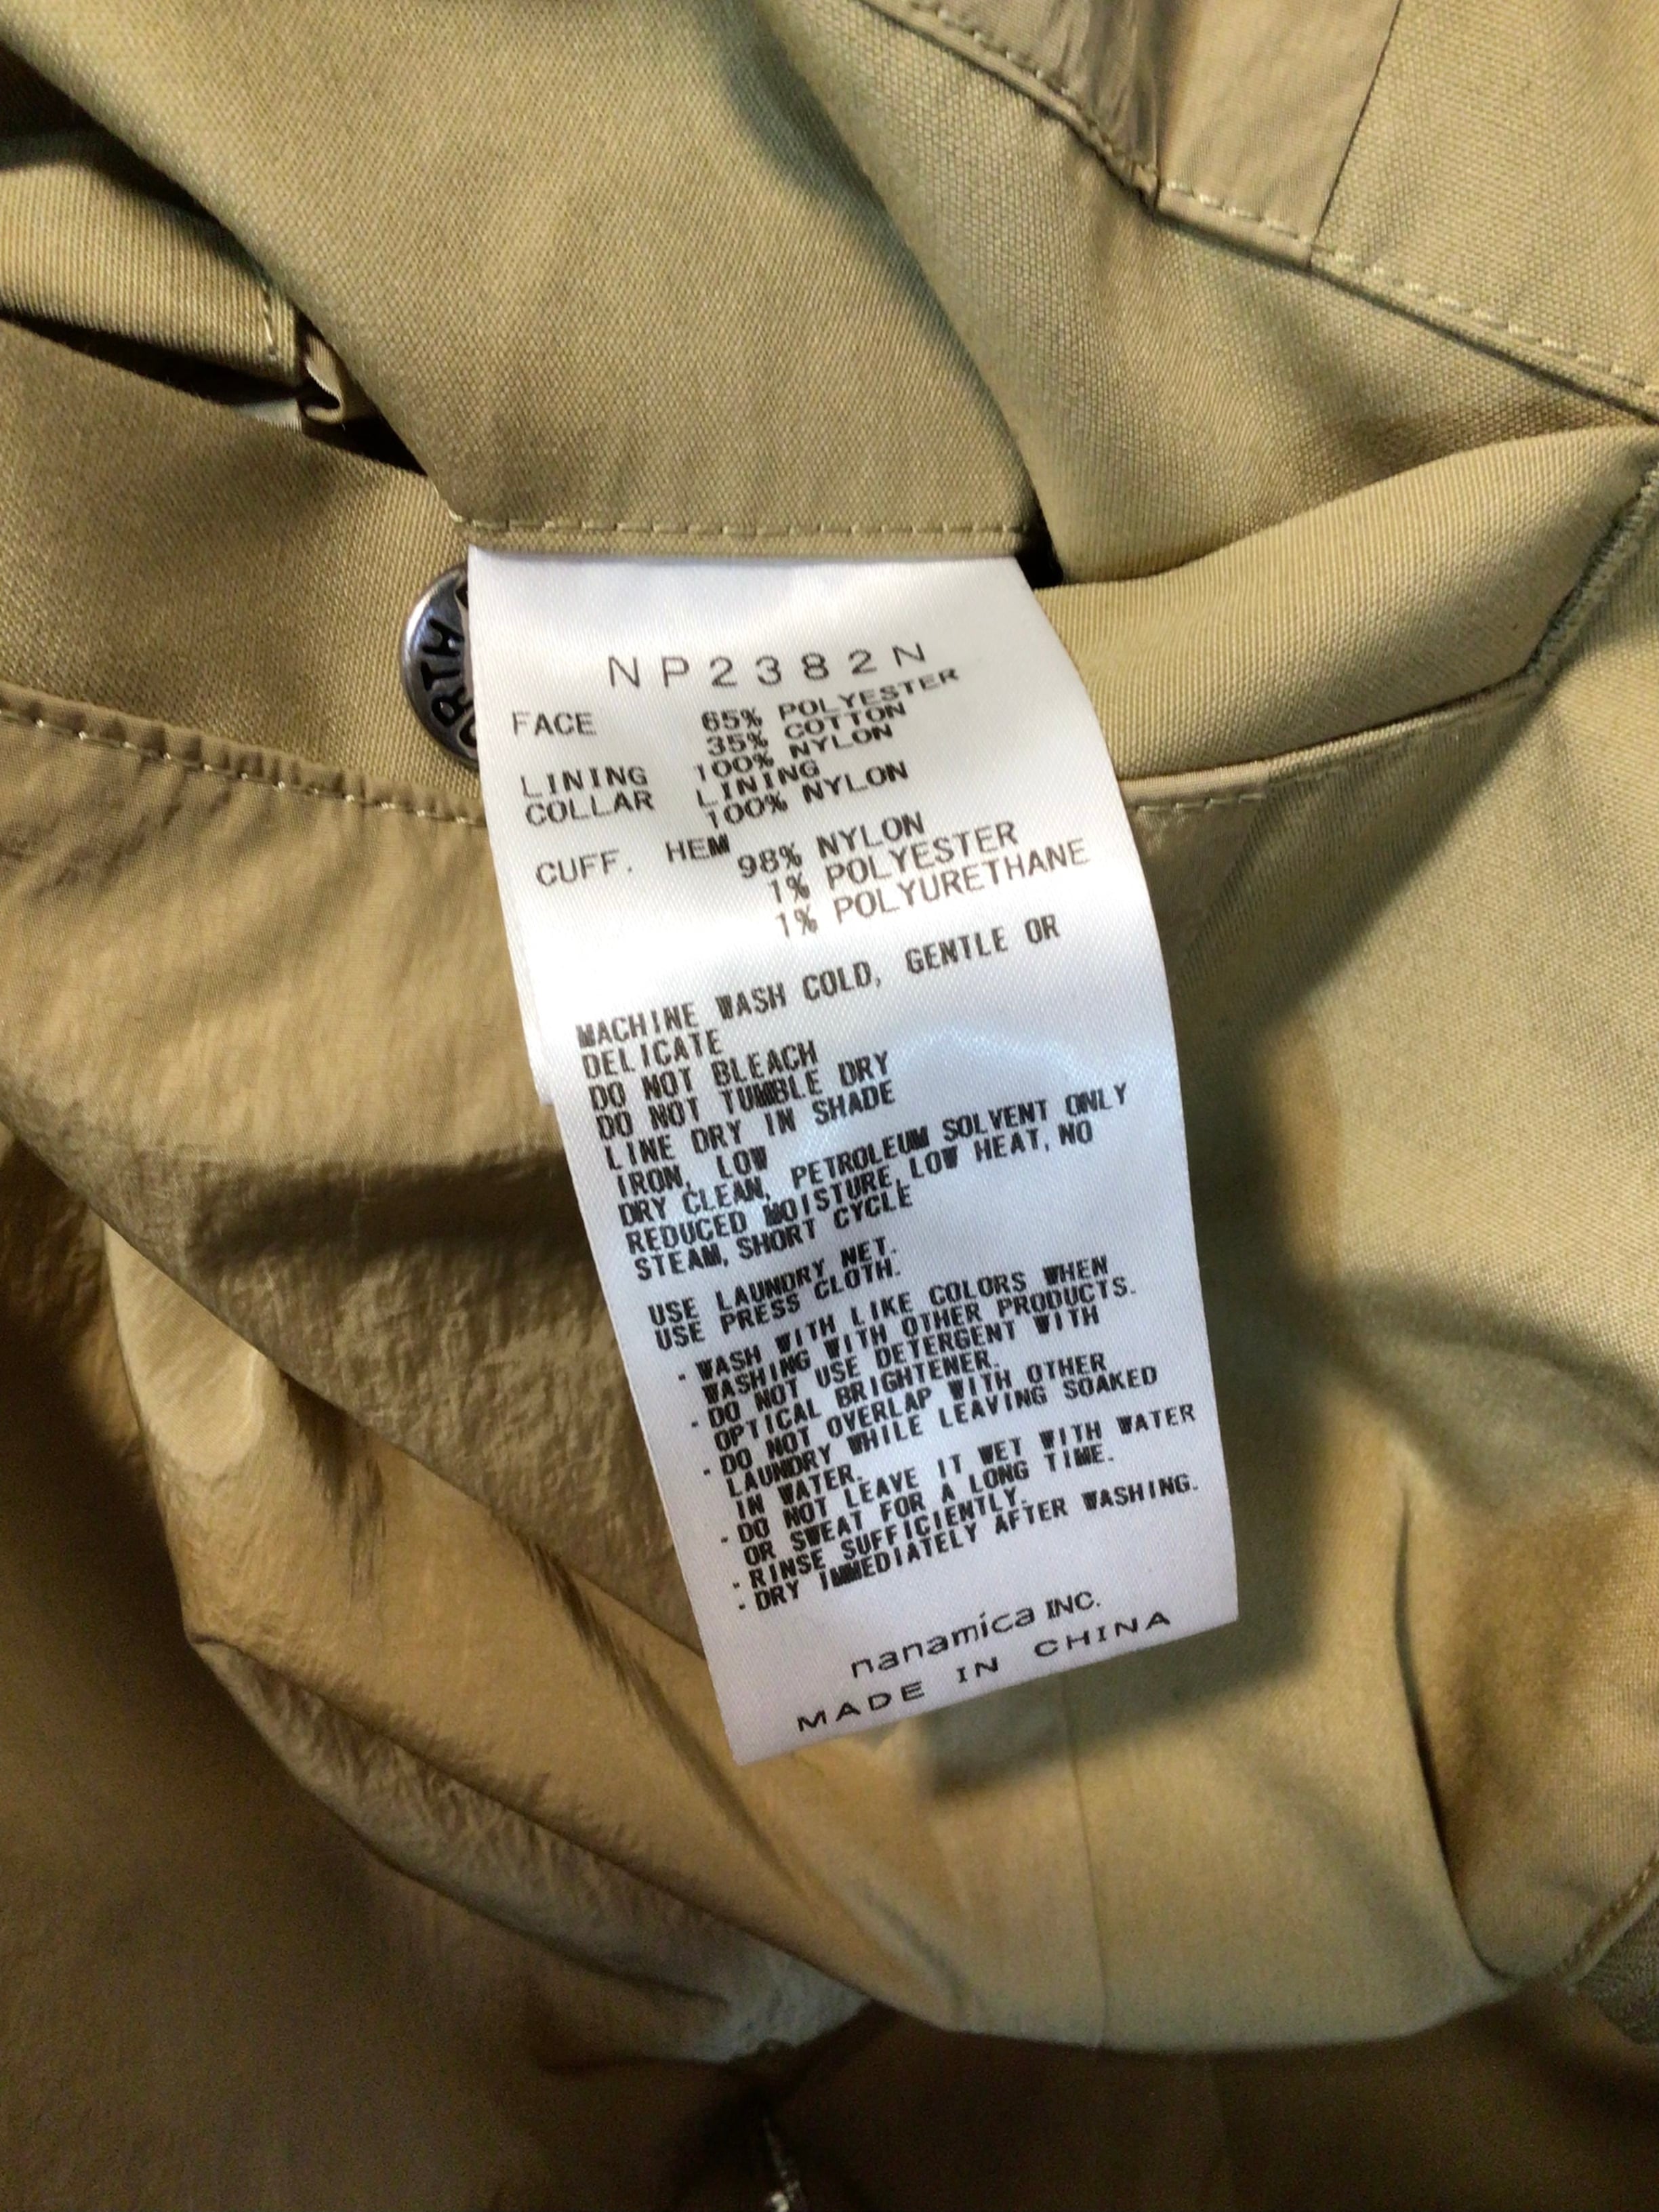 NP2382N
FACE 65% POLYESTER
35% COTTON
LINING 100% NYLON
COLLAR LINING
100% NYLON
CUFF. HEM 98% NYLON
1% POLYESTER
1% POLYURETHANE
MACHINE WASH COLD, GENTLE OR
DELICATE
DO NOT BLEACH
DO NOT TUMBLE DRY
LINE DRY IN SHADE
IRON, LOW
DRY CLEAN, PETROLEUM SOLVENT ONLY
REDUCED MOISTURE, LOW HEAT, NO
STEAM, SHORT CYCLE
USE LAUNDRY NET.
USE PRESS CLOTH.
- WASH WITH LIKE COLORS WHEN
WASHING WITH OTHER PRODUCTS.
- DO NOT USE DETERGENT WITH
OPTICAL BRIGHTENER.
- DO NOT OVERLAP WITH OTHER
LAUNDRY WHILE LEAVING SOAKED
IN WATER.
- DO NOT LEAVE IT WET WITH WATER
OR SWEAT FOR A LONG TIME.
- RINSE SUFFICIENTLY.
- DRY IMMEDIATELY AFTER WASHING.
nanamica INC.
MADE IN CHINA